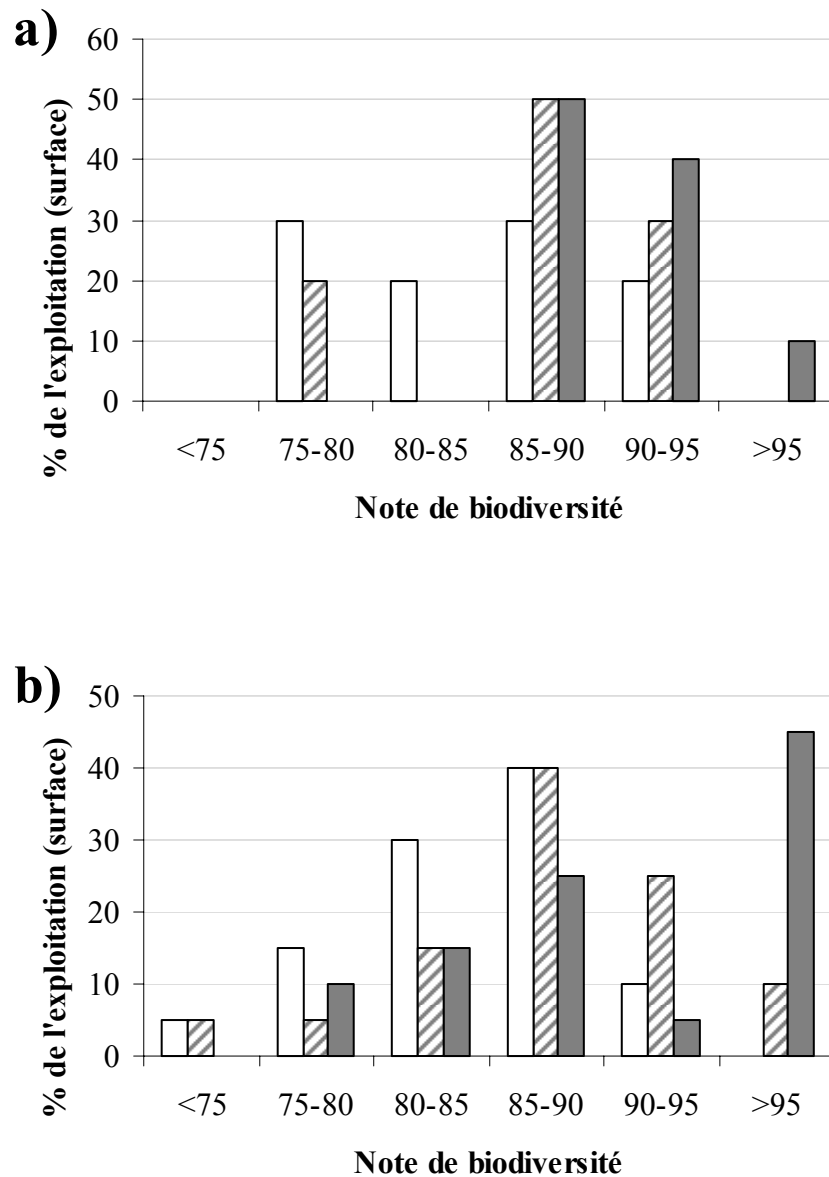 a)
% de l'exploitation (surface)
60
50
40
30
20
10
0
<75 75-80 80-85 85-90 90-95 >95
Note de biodiversité
b)
% de l'exploitation (surface)
50
40
30
20
10
0
<75 75-80 80-85 85-90 90-95 >95
Note de biodiversité